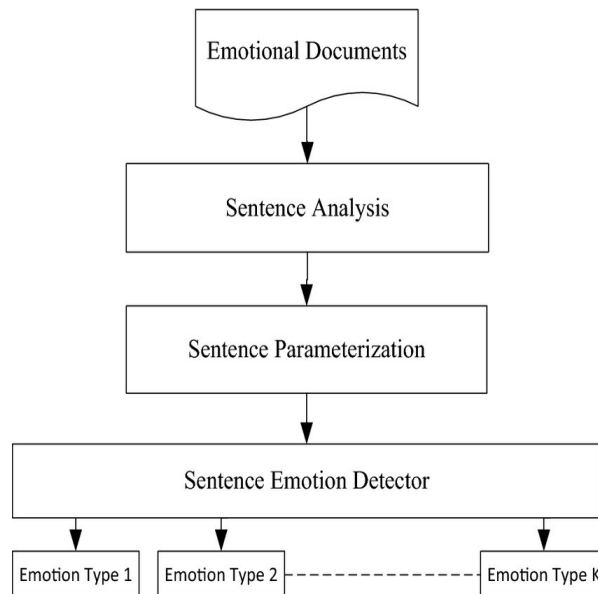 Emotional Documents
Sentence Analysis
Sentence Parameterization
Sentence Emotion Detector
Emotion Type 1
Emotion Type 2
Emotion Type K